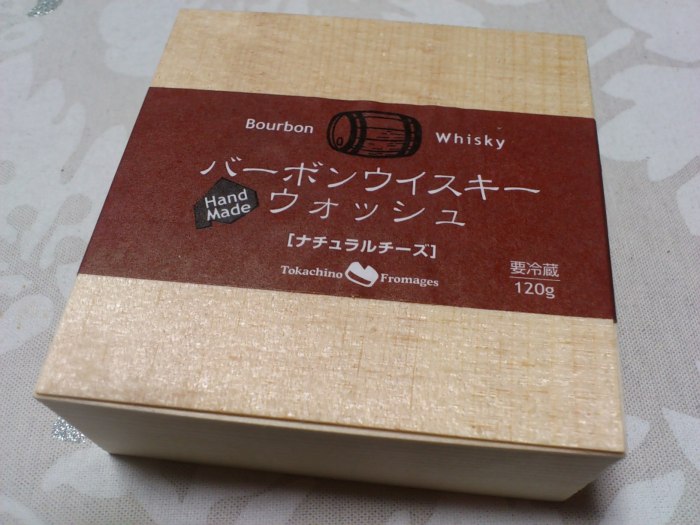 Bourbon Whisky
バーボンウイスキー
ウォッシュ
Hand
Made
[ナチュラルチーズ]
Tokachino Fromages
要冷蔵
120g